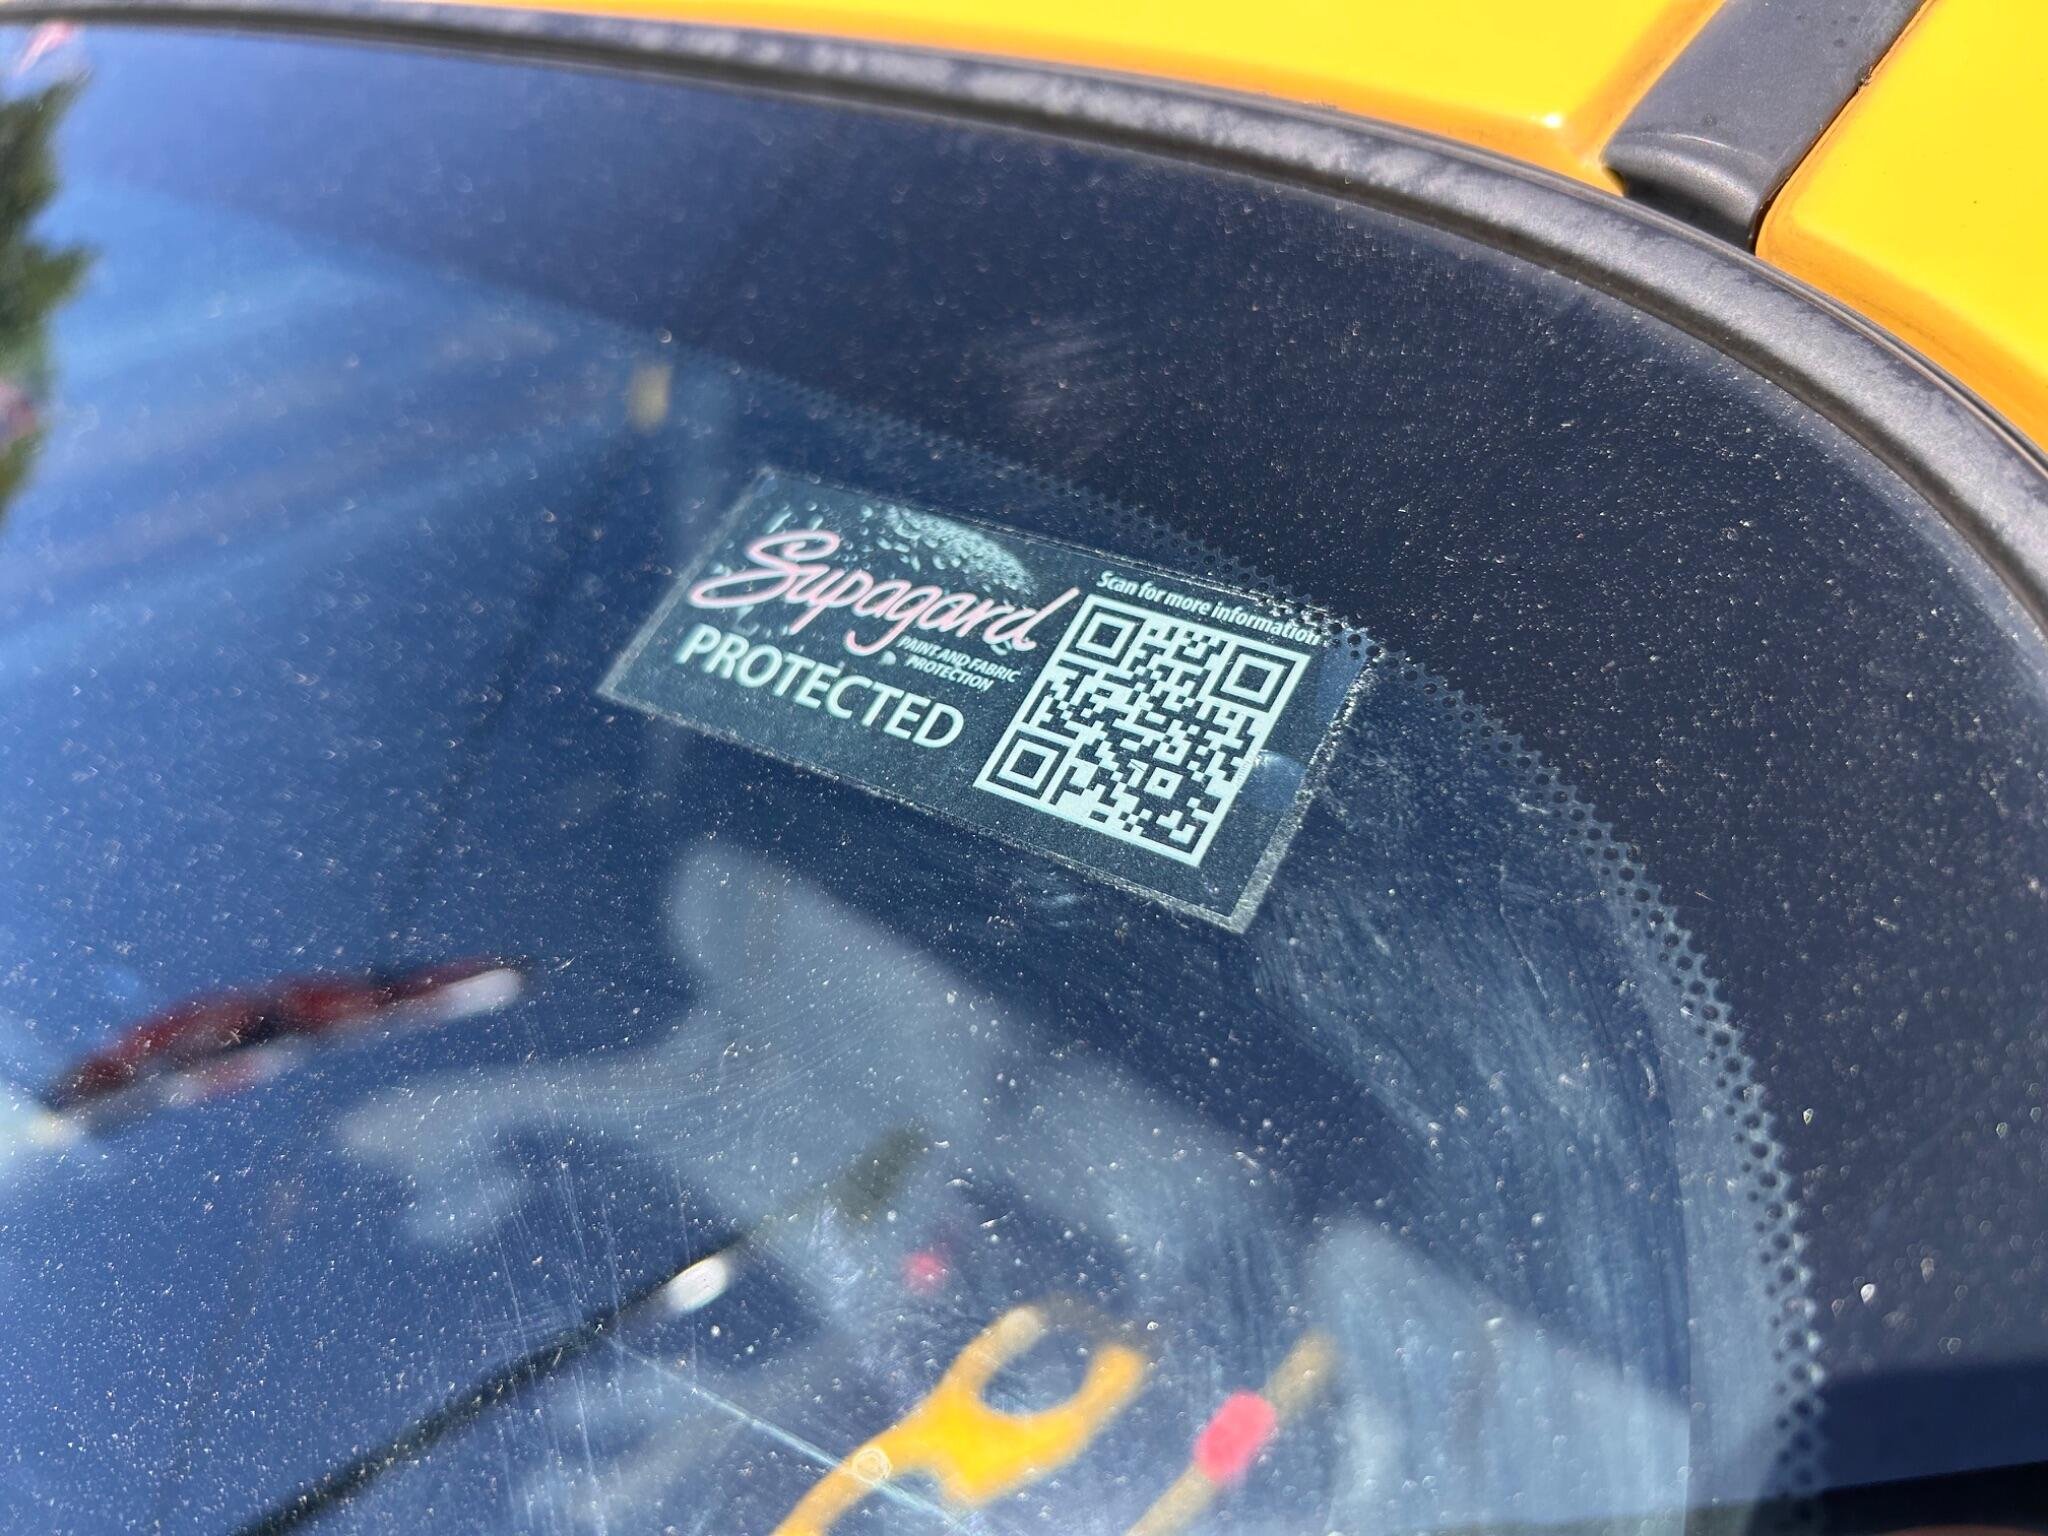 Supagard
PAINT AND FABRIC
PROTECTION
PROTECTED
Scan for more information